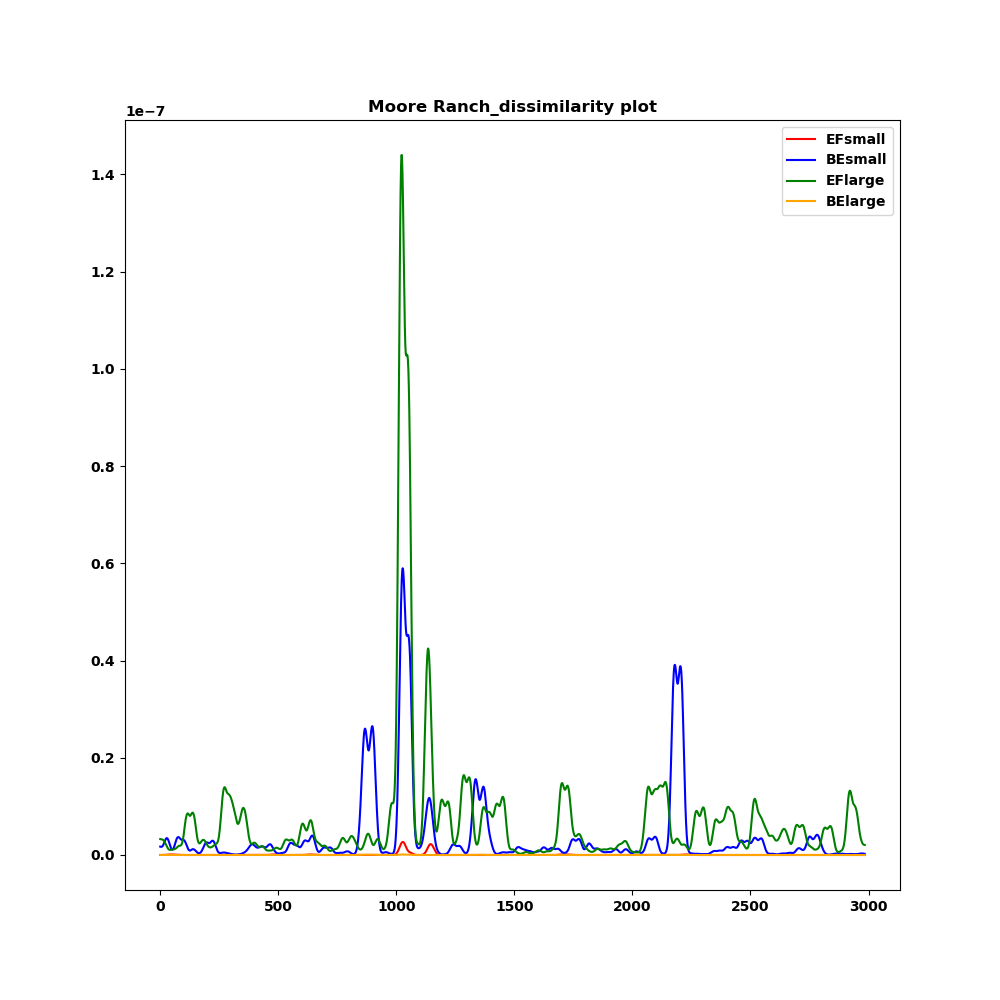 Moore Ranch_dissimilarity plot
1e−7
EFsmall
BEsmall
EFlarge
BElarge
1.4
1.2
1.0
0.8
0.6
0.4
0.2
0.0
0 500 1000 1500 2000 2500 3000